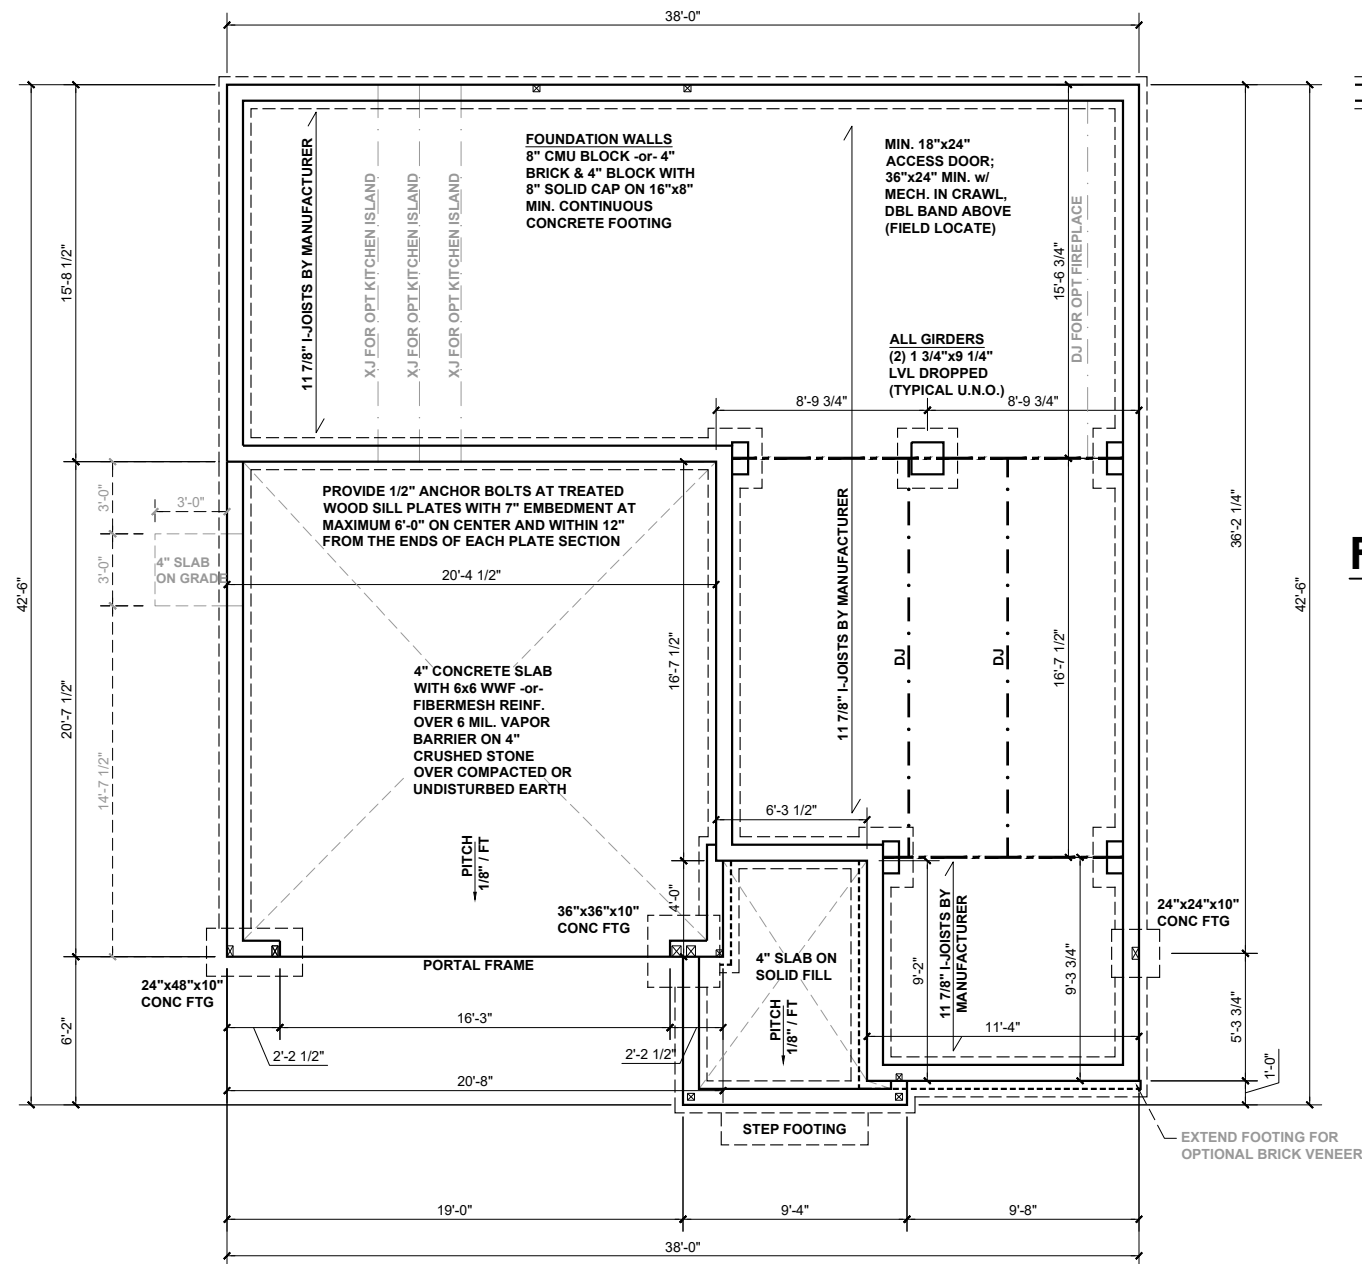 38'-0"
FOUNDATION WALLS
8" CMU BLOCK -or- 4"
BRICK & 4" BLOCK WITH
8" SOLID CAP ON 16"x8"
MIN. CONTINUOUS
CONCRETE FOOTING
MIN. 18"x24"
ACCESS DOOR;
36"x24" MIN. w/
MECH. IN CRAWL,
DBL BAND ABOVE
(FIELD LOCATE)
11 7/8" I-JOISTS BY MANUFACTURER
XJ FOR OPT KITCHEN ISLAND
XJ FOR OPT KITCHEN ISLAND
XJ FOR OPT KITCHEN ISLAND
15'-8 1/2"
15'-6 3/4"
DJ FOR OPT FIREPLACE
ALL GIRDERS
(2) 1 3/4"x9 1/4"
LVL DROPPED
(TYPICAL U.N.O.)
8'-9 3/4"
8'-9 3/4"
PROVIDE 1/2" ANCHOR BOLTS AT TREATED
WOOD SILL PLATES WITH 7" EMBEDMENT AT
MAXIMUM 6'-0" ON CENTER AND WITHIN 12"
FROM THE ENDS OF EACH PLATE SECTION
3'-0"
3'-0"
3'-0"
4" SLAB
ON GRADE
20'-4 1/2"
42'-6"
36'-2 1/4"
42'-6"
F
11 7/8" I-JOISTS BY MANUFACTURER
16'-7 1/2"
DJ
DJ
16'-7 1/2"
4" CONCRETE SLAB
WITH 6x6 WWF -or-
FIBERMESH REINF.
OVER 6 MIL. VAPOR
BARRIER ON 4"
CRUSHED STONE
OVER COMPACTED OR
UNDISTURBED EARTH
20'-7 1/2"
14'-7 1/2"
6'-3 1/2"
PITCH
1/8" / FT
4'-0"
36"x36"x10"
CONC FTG
24"x24"x10"
CONC FTG
PORTAL FRAME
4" SLAB ON
SOLID FILL
9'-2"
11 7/8" I-JOISTS BY
MANUFACTURER
9'-3 3/4"
24"x48"x10"
CONC FTG
16'-3"
PITCH
1/8" / FT
11'-4"
6'-2"
5'-3 3/4"
2'-2 1/2"
2'-2 1/2"
1'-0"
20'-8"
STEP FOOTING
EXTEND FOOTING FOR
OPTIONAL BRICK VENEER
19'-0"
9'-4"
9'-8"
38'-0"